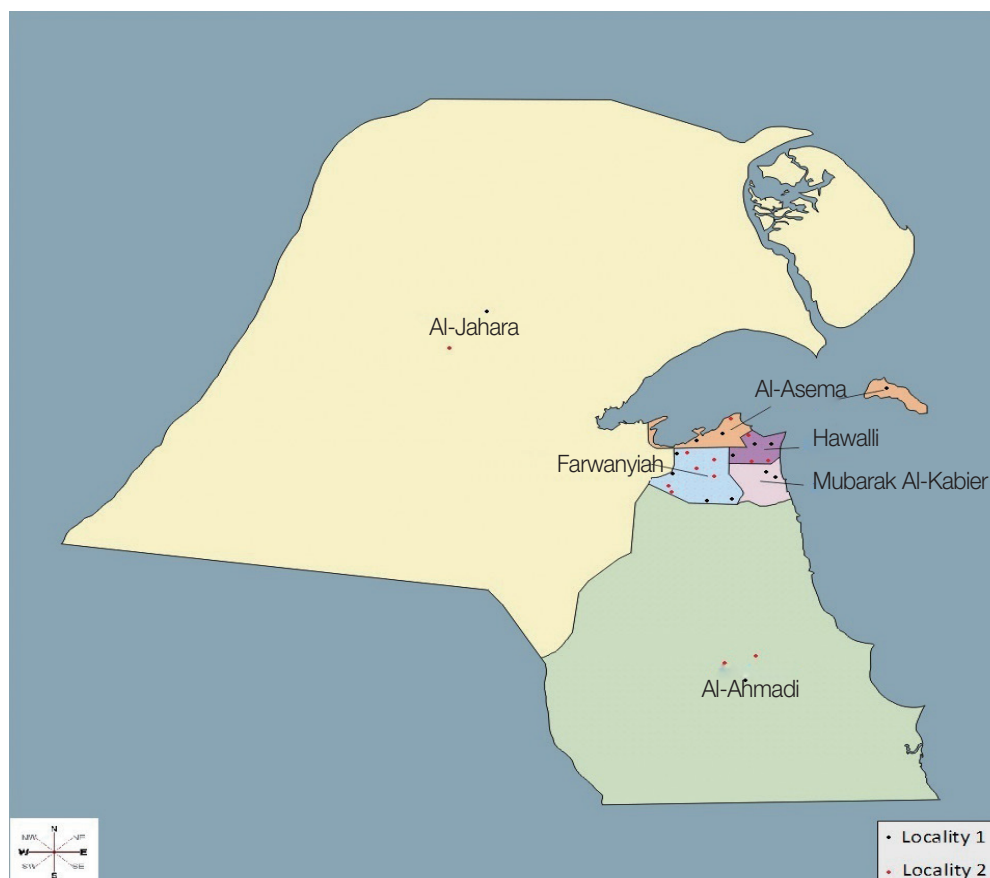 Al-Jahara
Al-Asema
Hawalli
Farwanyiah
Mubarak Al-Kabier
Al-Ahmadi
N
NW NE
W E
SW SE
S
Locality 1
Locality 2